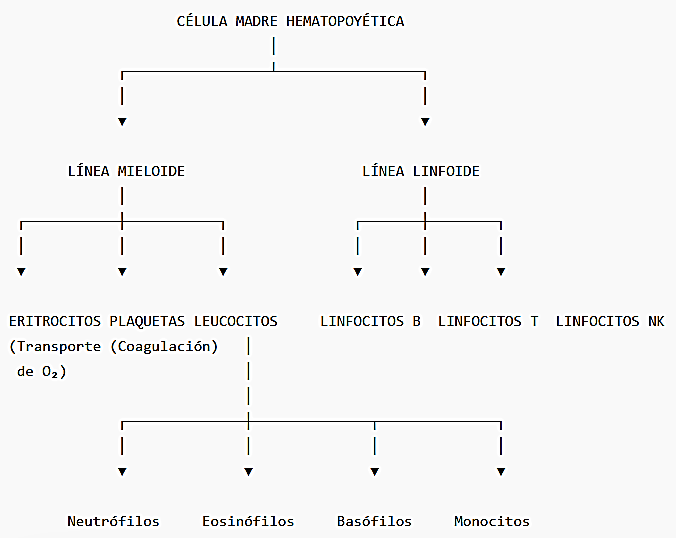 CÉLULA MADRE HEMATOPOYÉTICA
LÍNEA MIELOIDE LÍNEA LINFOIDE
ERITROCITOS PLAQUETAS LEUCOCITOS LINFOCITOS B LINFOCITOS T LINFOCITOS NK
(Transporte (Coagulación)
de O₂)
Neutrófilos Eosinófilos Basófilos Monocitos